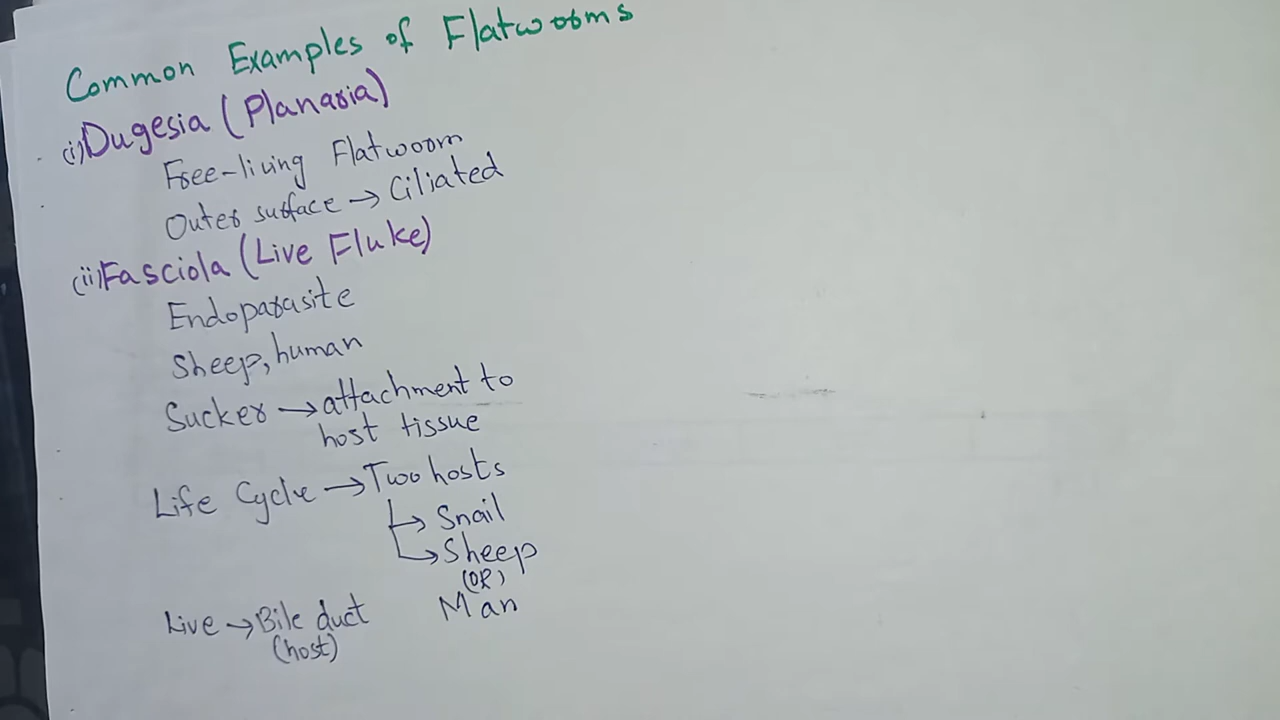 Common Examples of Flatworms
(i) Dugesia (Planaria)
Free-living Flatworm
Outer surface → Ciliated
(ii) Fasciola (Live Fluke)
Endoparasite
Sheep, human
Sucker → attachment to
host tissue
Life Cycle → Two hosts
→ Snail
→ Sheep
(OR)
Man
Live → Bile duct
(host)